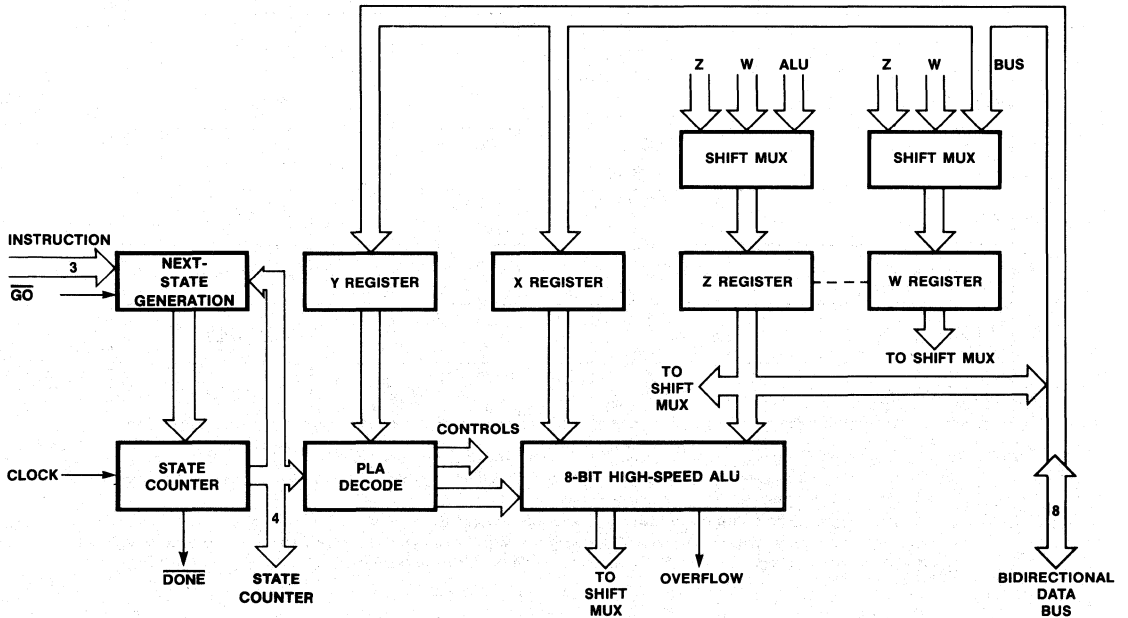 Z W ALU
Z W BUS
SHIFT MUX
SHIFT MUX
INSTRUCTION
3
GO
NEXT-
STATE
GENERATION
Y REGISTER
X REGISTER
Z REGISTER
W REGISTER
TO SHIFT MUX
TO
SHIFT
MUX
CONTROLS
CLOCK
STATE
COUNTER
PLA
DECODE
8-BIT HIGH-SPEED ALU
4
8
DONE
STATE
COUNTER
TO
SHIFT
MUX
OVERFLOW
BIDIRECTIONAL
DATA
BUS